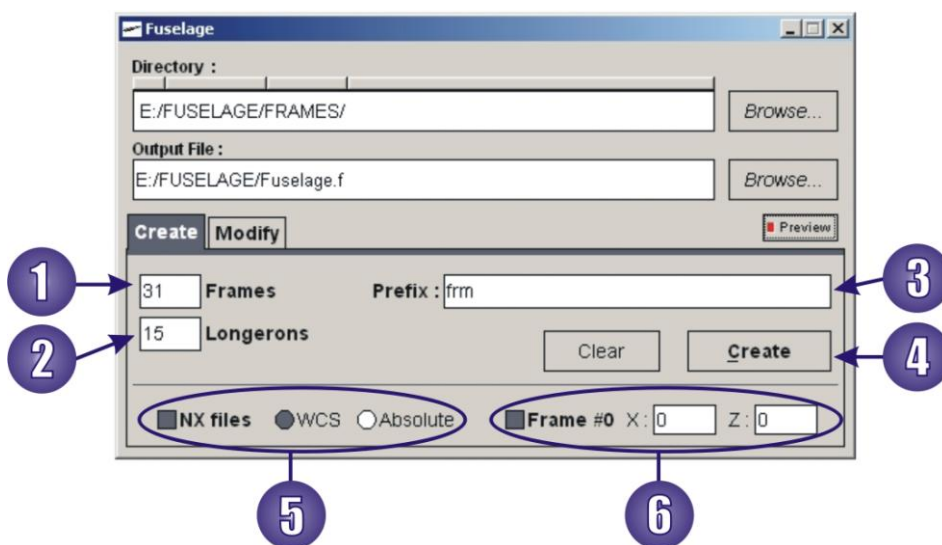 Fuselage
Directory :
E:/FUSELAGE/FRAMES/
Browse...
Output File :
E:/FUSELAGE/Fuselage.f
Browse...
Create Modify
Preview
1
31 Frames
Prefix : frm
3
2
15 Longerons
Clear
Create
4
NX files WCS Absolute
Frame #0 X : 0 Z : 0
5
6